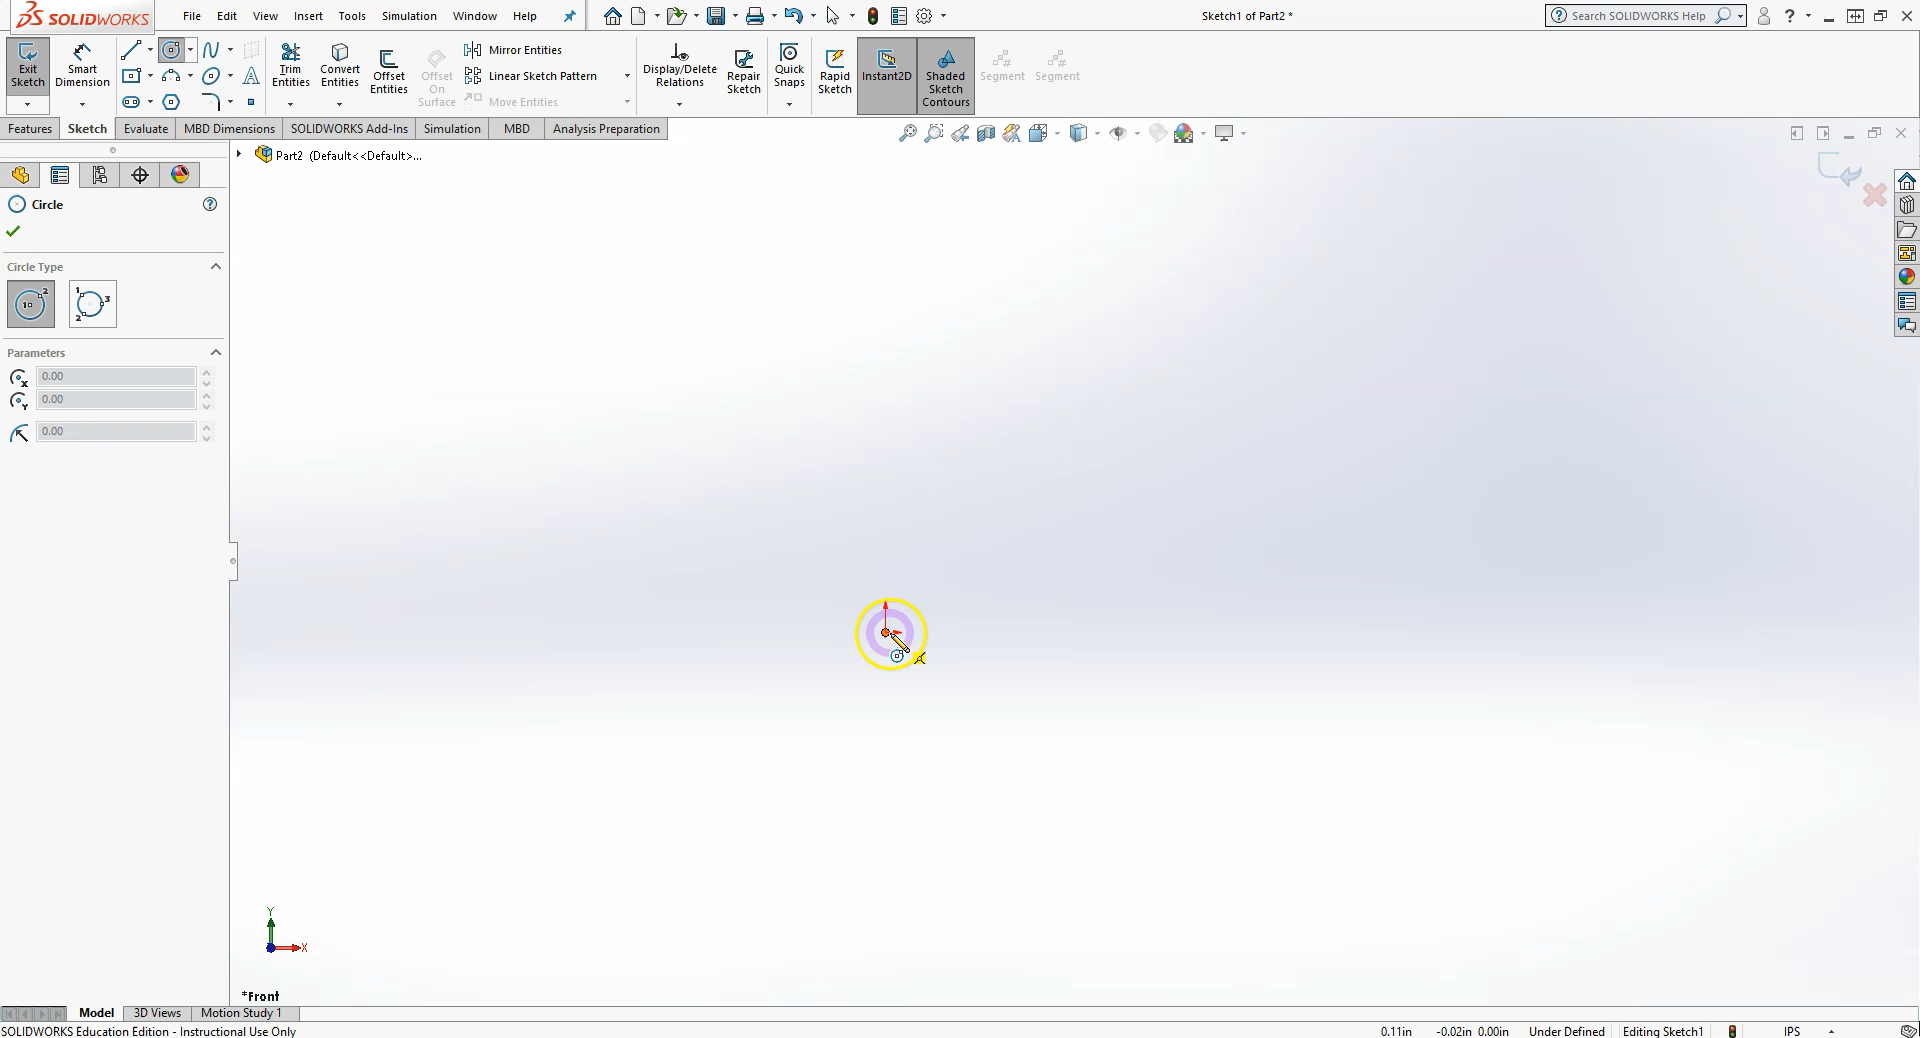 SOLIDWORKS File Edit View Insert Tools Simulation Window Help Sketch1 of Part2 * Search SOLIDWORKS Help ?
Exit Sketch
Smart Dimension
Trim Entities
Convert Entities
Offset Entities
Offset On Surface
Mirror Entities
Linear Sketch Pattern
Move Entities
Display/Delete Relations
Repair Sketch
Quick Snaps
Rapid Sketch
Instant2D
Shaded Sketch Contours
Segment
Segment
Features Sketch Evaluate MBD Dimensions SOLIDWORKS Add-Ins Simulation MBD Analysis Preparation
Part2 (Default<<Default>...
Circle
Circle Type
Parameters
0.00
0.00
0.00
Y
X
*Front
Model 3D Views Motion Study 1
SOLIDWORKS Education Edition - Instructional Use Only 0.11in -0.02in 0.00in Under Defined Editing Sketch1 IPS